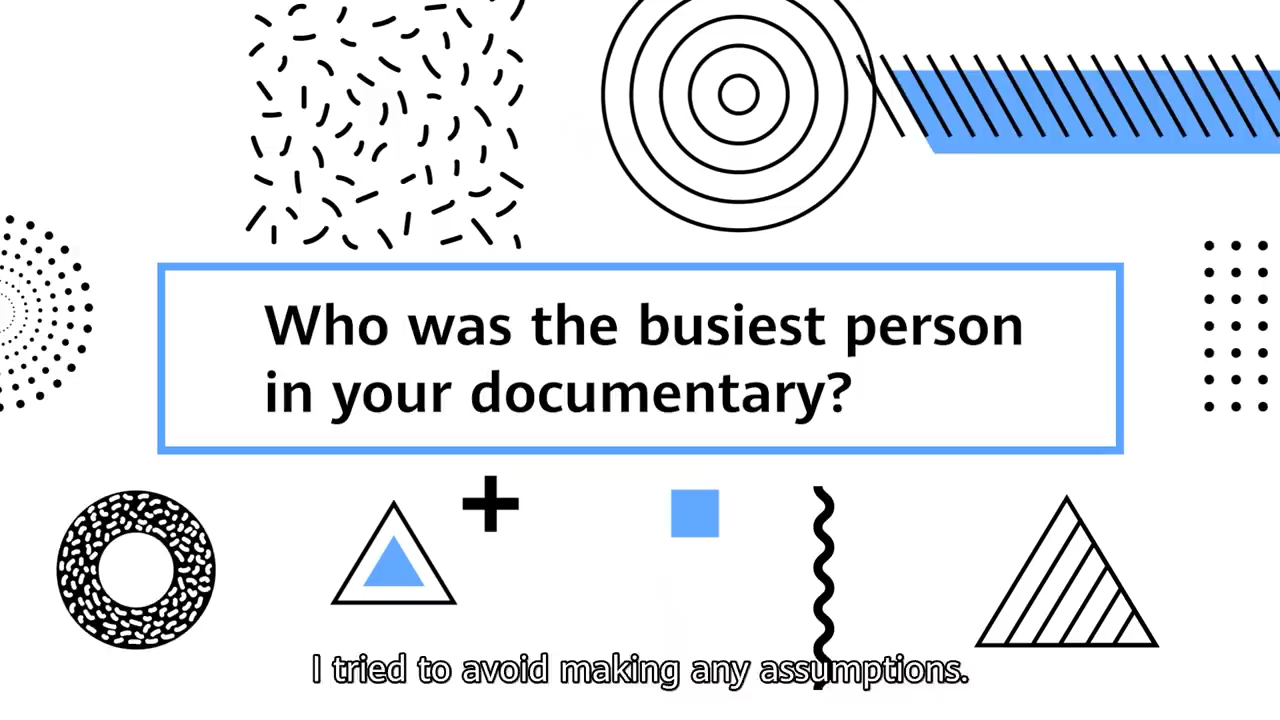 Who was the busiest person
in your documentary?
I tried to avoid making any assumptions.